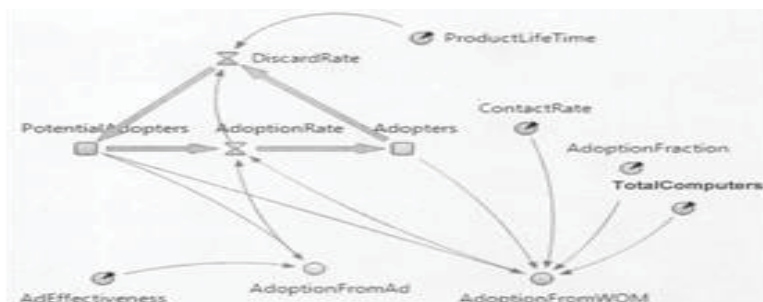 ProductLifeTime
DiscardRate
ContactRate
PotentialAdopters AdoptionRate Adopters
AdoptionFraction
TotalComputers
AdoptionFromAd
AdEffectiveness AdoptionFromWOM